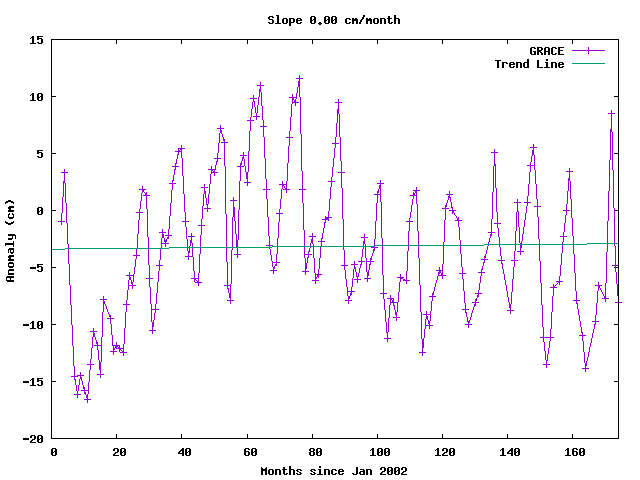 Slope 0.00 cm/month
GRACE
Trend Line
15
10
5
0
-5
-10
-15
-20
Anomaly (cm)
0 20 40 60 80 100 120 140 160
Months since Jan 2002